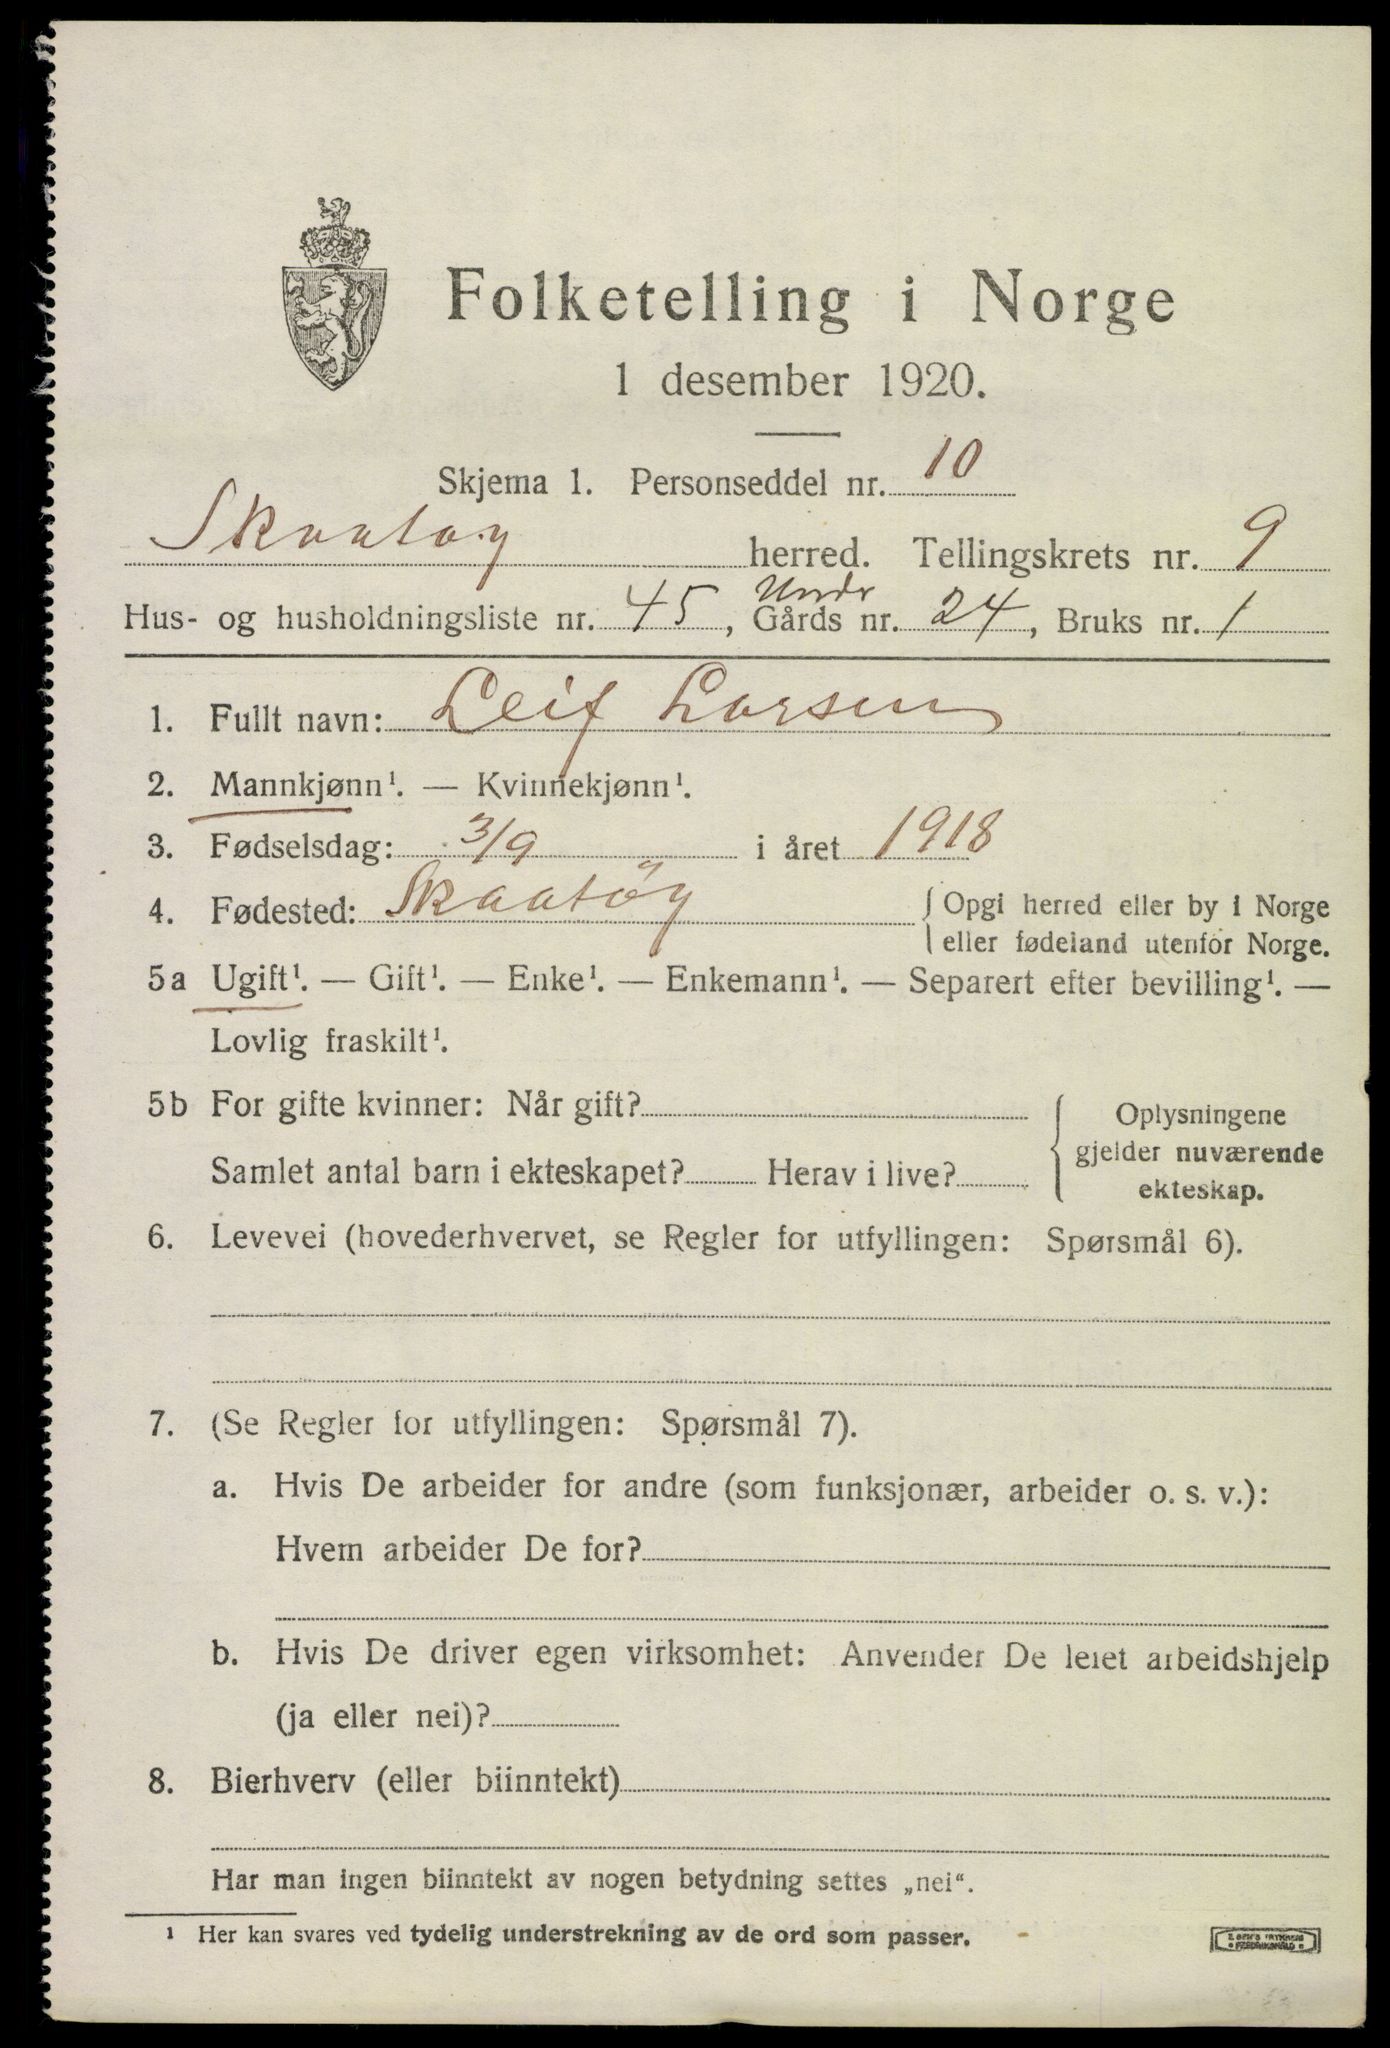 Folketelling i Norge
1 desember 1920.
Skjema 1. Personseddel nr. 10
Skaatøy herred. Tellingskrets nr. 9
Undr
Hus- og husholdningsliste nr. 45, Gårds nr. 24, Bruks nr. 1
1. Fullt navn: Leif Larsen
2. Mannkjønn¹. — Kvinnekjønn¹.
3. Fødselsdag: 3/9 i året 1918
4. Fødested: Skaatöy { Opgi herred eller by i Norge
eller fødeland utenfor Norge.
5a Ugift¹. — Gift¹. — Enke¹. — Enkemann¹. — Separert efter bevilling¹. —
Lovlig fraskilt¹.
5b For gifte kvinner: Når gift?
Samlet antal barn i ekteskapet? Herav i live?
Oplysningene
gjelder nuværende
ekteskap.
6. Levevei (hovederhvervet, se Regler for utfyllingen: Spørsmål 6).
7. (Se Regler for utfyllingen: Spørsmål 7).
a. Hvis De arbeider for andre (som funksjonær, arbeider o. s. v.):
Hvem arbeider De for?
b. Hvis De driver egen virksomhet: Anvender De leiet arbeidshjelp
(ja eller nei)?
8. Bierhverv (eller biinntekt)
Har man ingen biinntekt av nogen betydning settes „nei“.
¹ Her kan svares ved tydelig understrekning av de ord som passer.